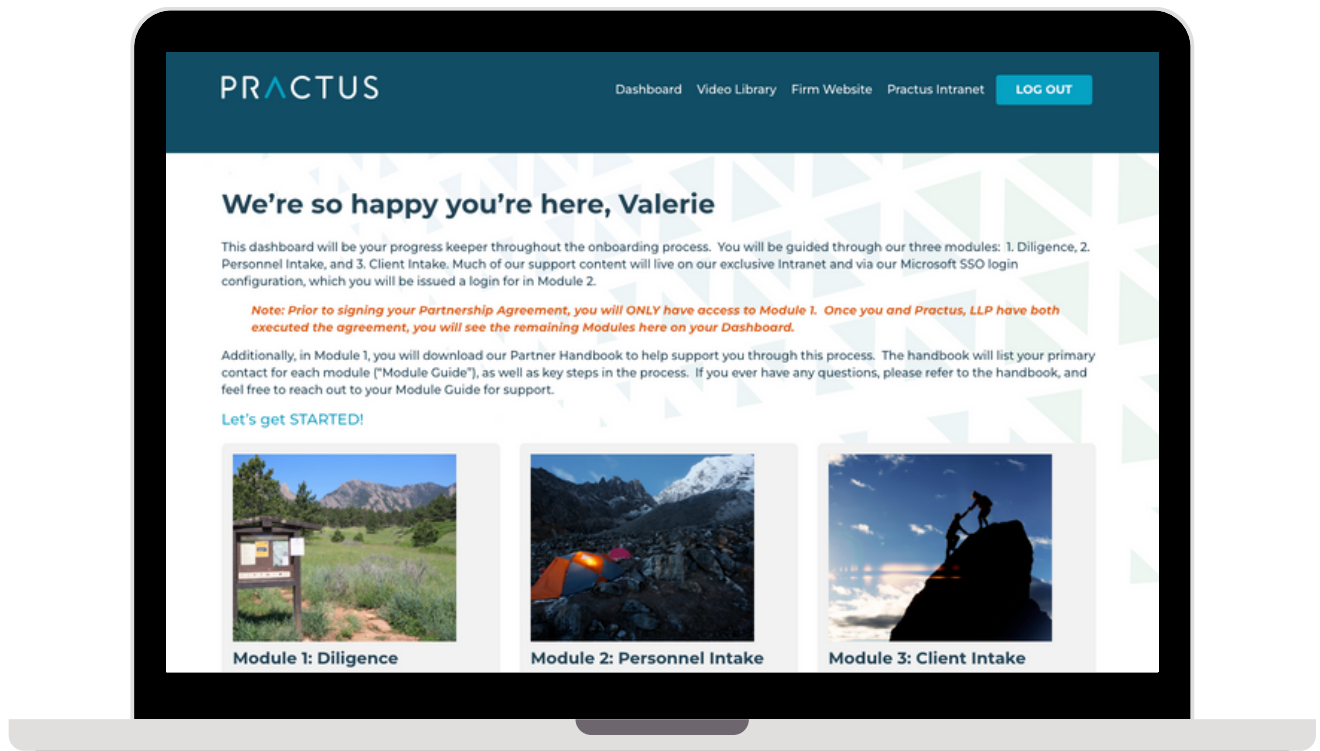 PRACTUS
Dashboard Video Library Firm Website Practus Intranet LOG OUT
We're so happy you're here, Valerie
This dashboard will be your progress keeper throughout the onboarding process. You will be guided through our three modules: 1. Diligence, 2.
Personnel Intake, and 3. Client Intake. Much of our support content will live on our exclusive Intranet and via our Microsoft SSO login
configuration, which you will be issued a login for in Module 2.
Note: Prior to signing your Partnership Agreement, you will ONLY have access to Module 1. Once you and Practus, LLP have both
executed the agreement, you will see the remaining Modules here on your Dashboard.
Additionally, in Module 1, you will download our Partner Handbook to help support you through this process. The handbook will list your primary
contact for each module ("Module Guide"), as well as key steps in the process. If you ever have any questions, please refer to the handbook, and
feel free to reach out to your Module Guide for support.
Let's get STARTED!
Module 1: Diligence
Module 2: Personnel Intake
Module 3: Client Intake